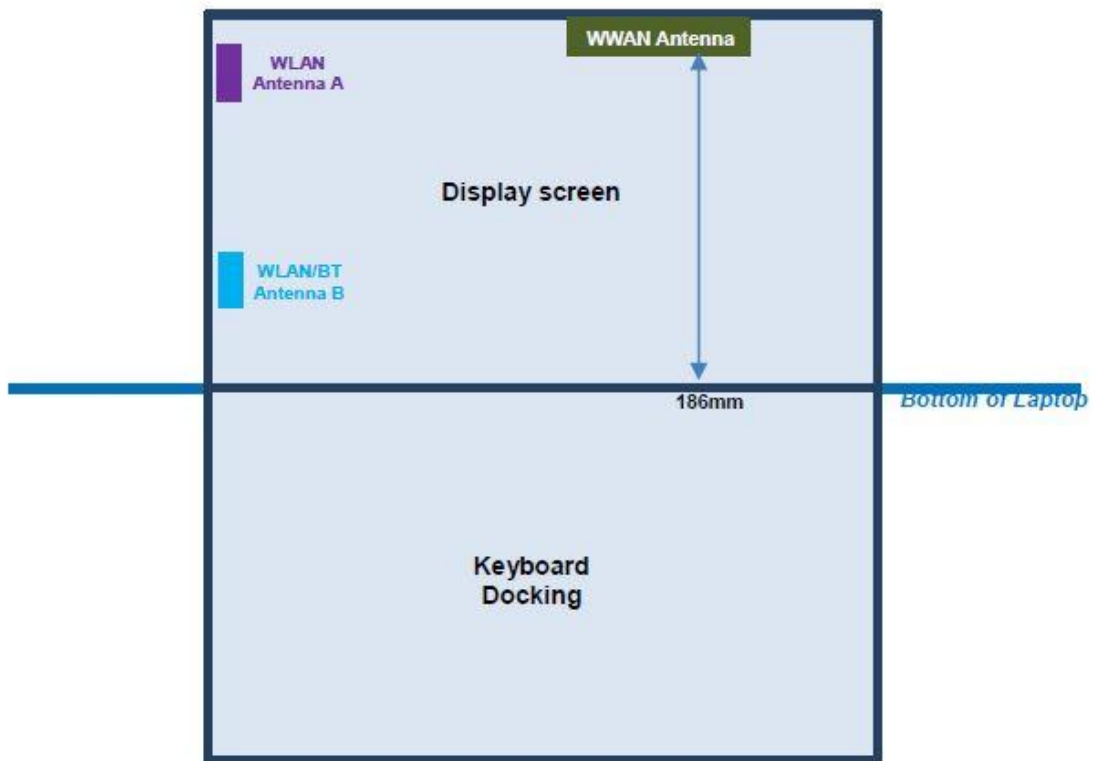 WWAN Antenna
WLAN
Antenna A
Display screen
WLAN/BT
Antenna B
186mm
Bottom of Laptop
Keyboard
Docking